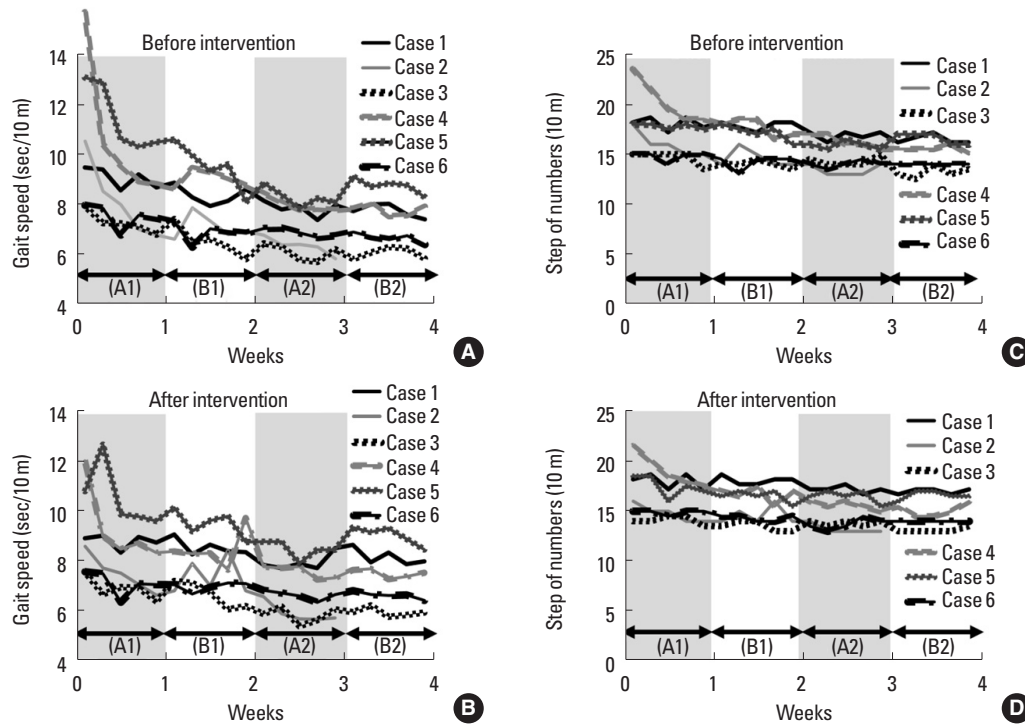 Before intervention
Gait speed (sec/10 m)
14
12
10
8
6
4
Case 1
Case 2
Case 3
Case 4
Case 5
Case 6
(A1)
(B1)
(A2)
(B2)
0
1
2
3
4
Weeks
A
After intervention
Gait speed (sec/10m)
14
12
10
8
6
4
Case 1
Case 2
Case 3
Case 4
Case 5
Case 6
(A1)
(B1)
(A2)
(B2)
0
1
2
3
4
Weeks
B
Before intervention
Step of numbers (10 m)
25
20
15
10
5
0
Case 1
Case 2
Case 3
Case 4
Case 5
Case 6
(A1)
(B1)
(A2)
(B2)
0
1
2
3
4
Weeks
C
After intervention
Step of numbers (10 m)
25
20
15
10
5
0
Case 1
Case 2
Case 3
Case 4
Case 5
Case 6
(A1)
(B1)
(A2)
(B2)
0
1
2
3
4
Weeks
D